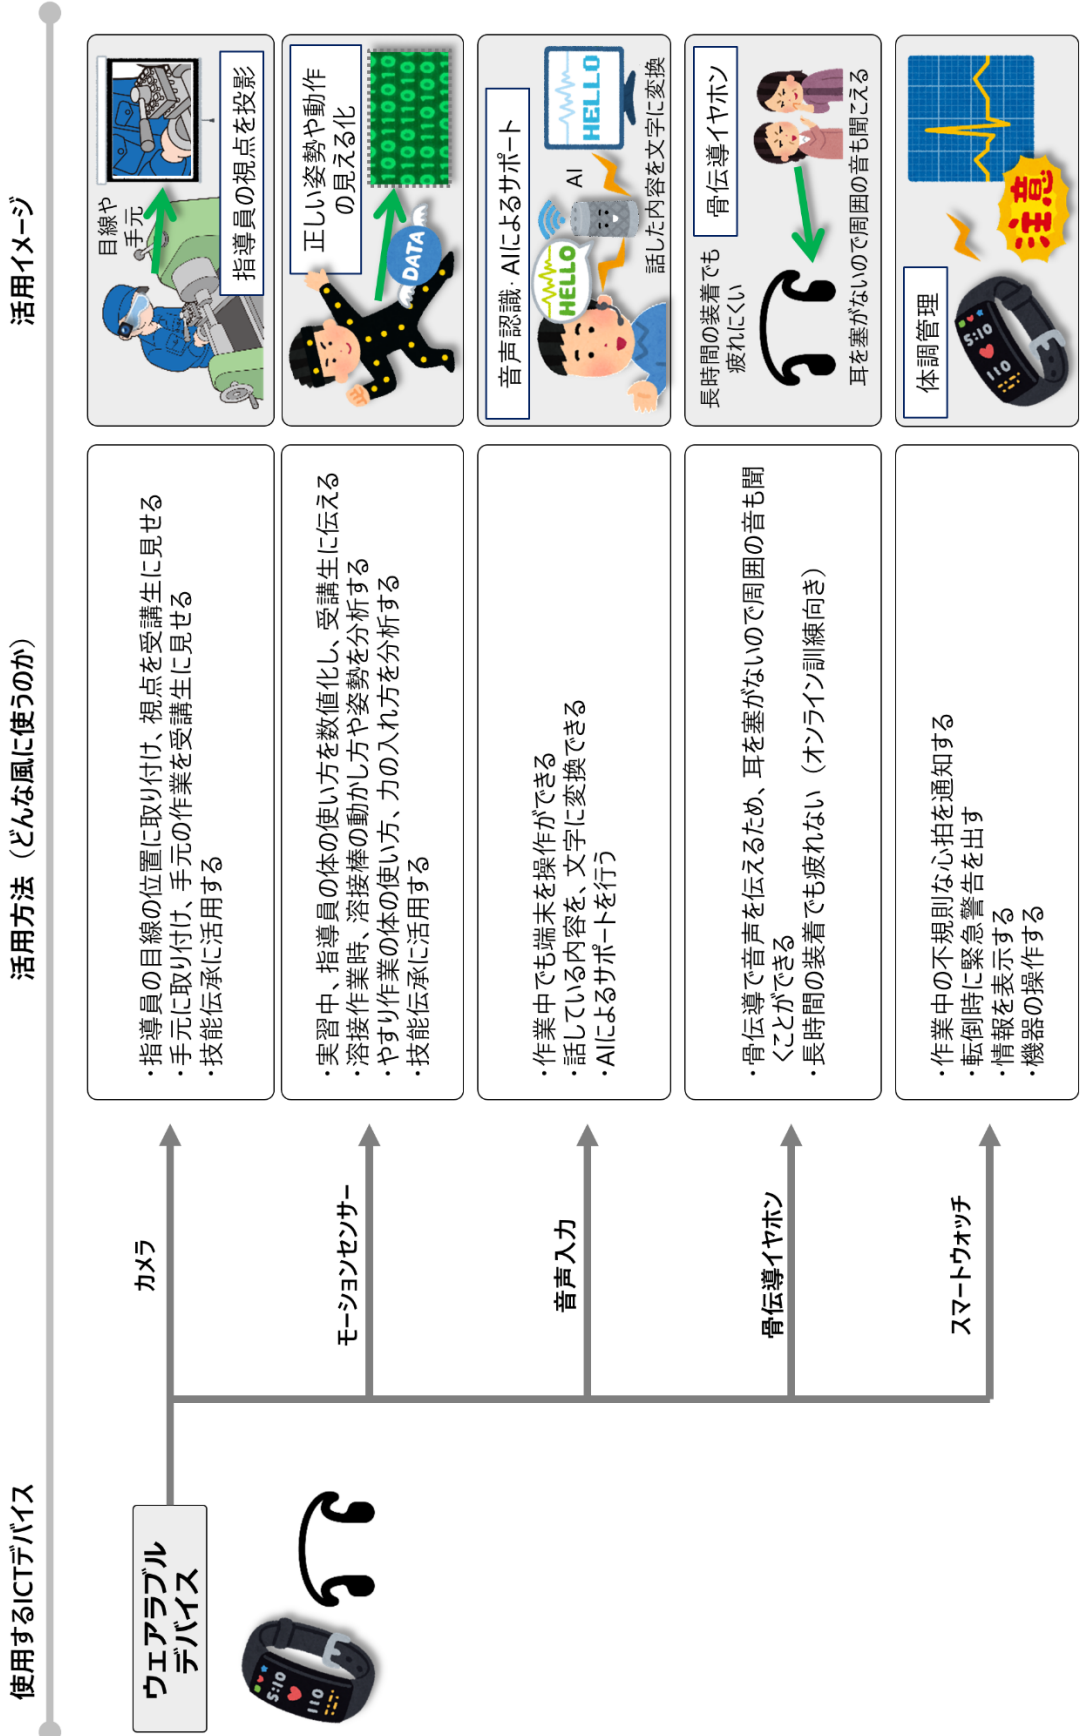 使用するICTデバイス
活用方法（どんな風に使うのか）
活用イメージ
ウェアラブル
デバイス
5:10
110
カメラ
・指導員の目線の位置に取り付け、視点を受講生に見せる
・手元に取り付け、手元の作業を受講生に見せる
・技能伝承に活用する
目線や
手元
指導員の視点を投影
モーションセンサー
・実習中、指導員の体の使い方を数値化し、受講生に伝える
・溶接作業時、溶接棒の動かし方や姿勢を分析する
・やすり作業の体の使い方、力の入れ方を分析する
・技能伝承に活用する
正しい姿勢や動作
の見える化
DATA
音声入力
・作業中でも端末を操作ができる
・話している内容を、文字に変換できる
・AIによるサポートを行う
音声認識・AIによるサポート
HELLO
AI
HELLO
話した内容を文字に変換
骨伝導イヤホン
・骨伝導で音声を伝えるため、耳を塞がないので周囲の音も聞
くことができる
・長時間の装着でも疲れない（オンライン訓練向き）
長時間の装着でも
疲れにくい
骨伝導イヤホン
耳を塞がないので周囲の音も聞こえる
スマートウォッチ
・作業中の不規則な心拍を通知する
・転倒時に緊急警告を出す
・情報を表示する
・機器の操作する
体調管理
5:10
110
注意